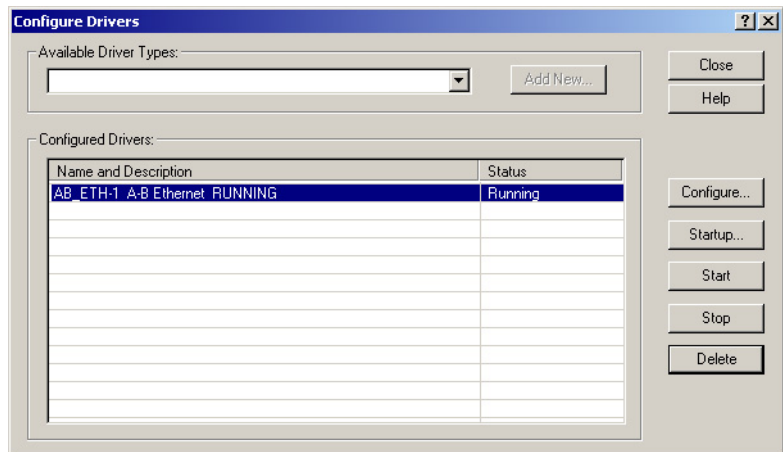 Configure Drivers
Available Driver Types:
Add New...
Close
Help
Configured Drivers:
Name and Description Status
AB_ETH-1 A-B Ethernet RUNNING Running
Configure...
Startup...
Start
Stop
Delete